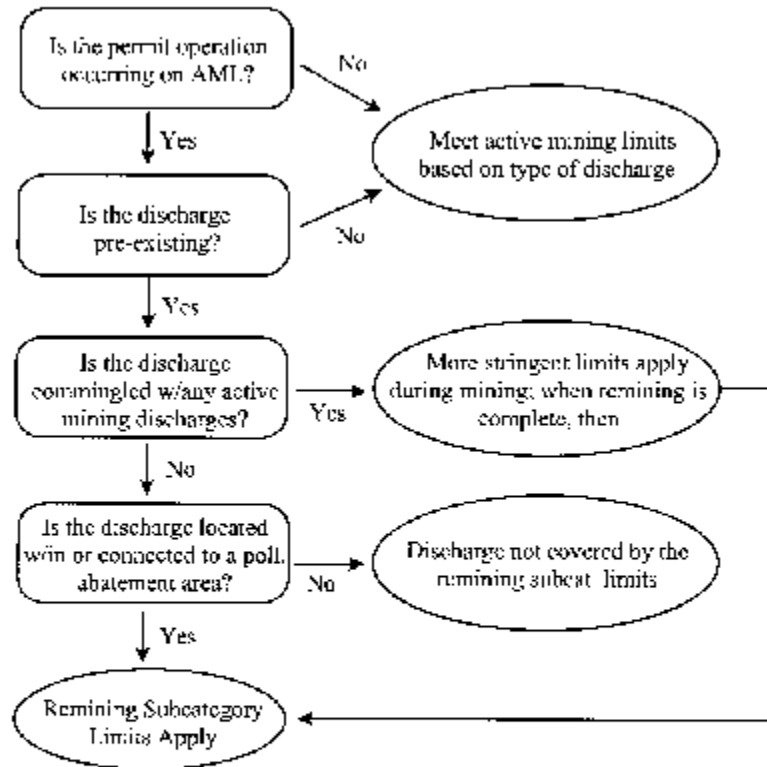 Is the permit operation
occurring on AML?
No
Yes
Meet active mining limits
based on type of discharge
Is the discharge
pre-existing?
No
Yes
Is the discharge
commingled w/any active
mining discharges?
Yes
More stringent limits apply
during mining; when remining is
complete, then
No
Is the discharge located
w/in or connected to a poll.
abatement area?
No
Discharge not covered by the
remining subcat. limits
Yes
Remining Subcategory
Limits Apply